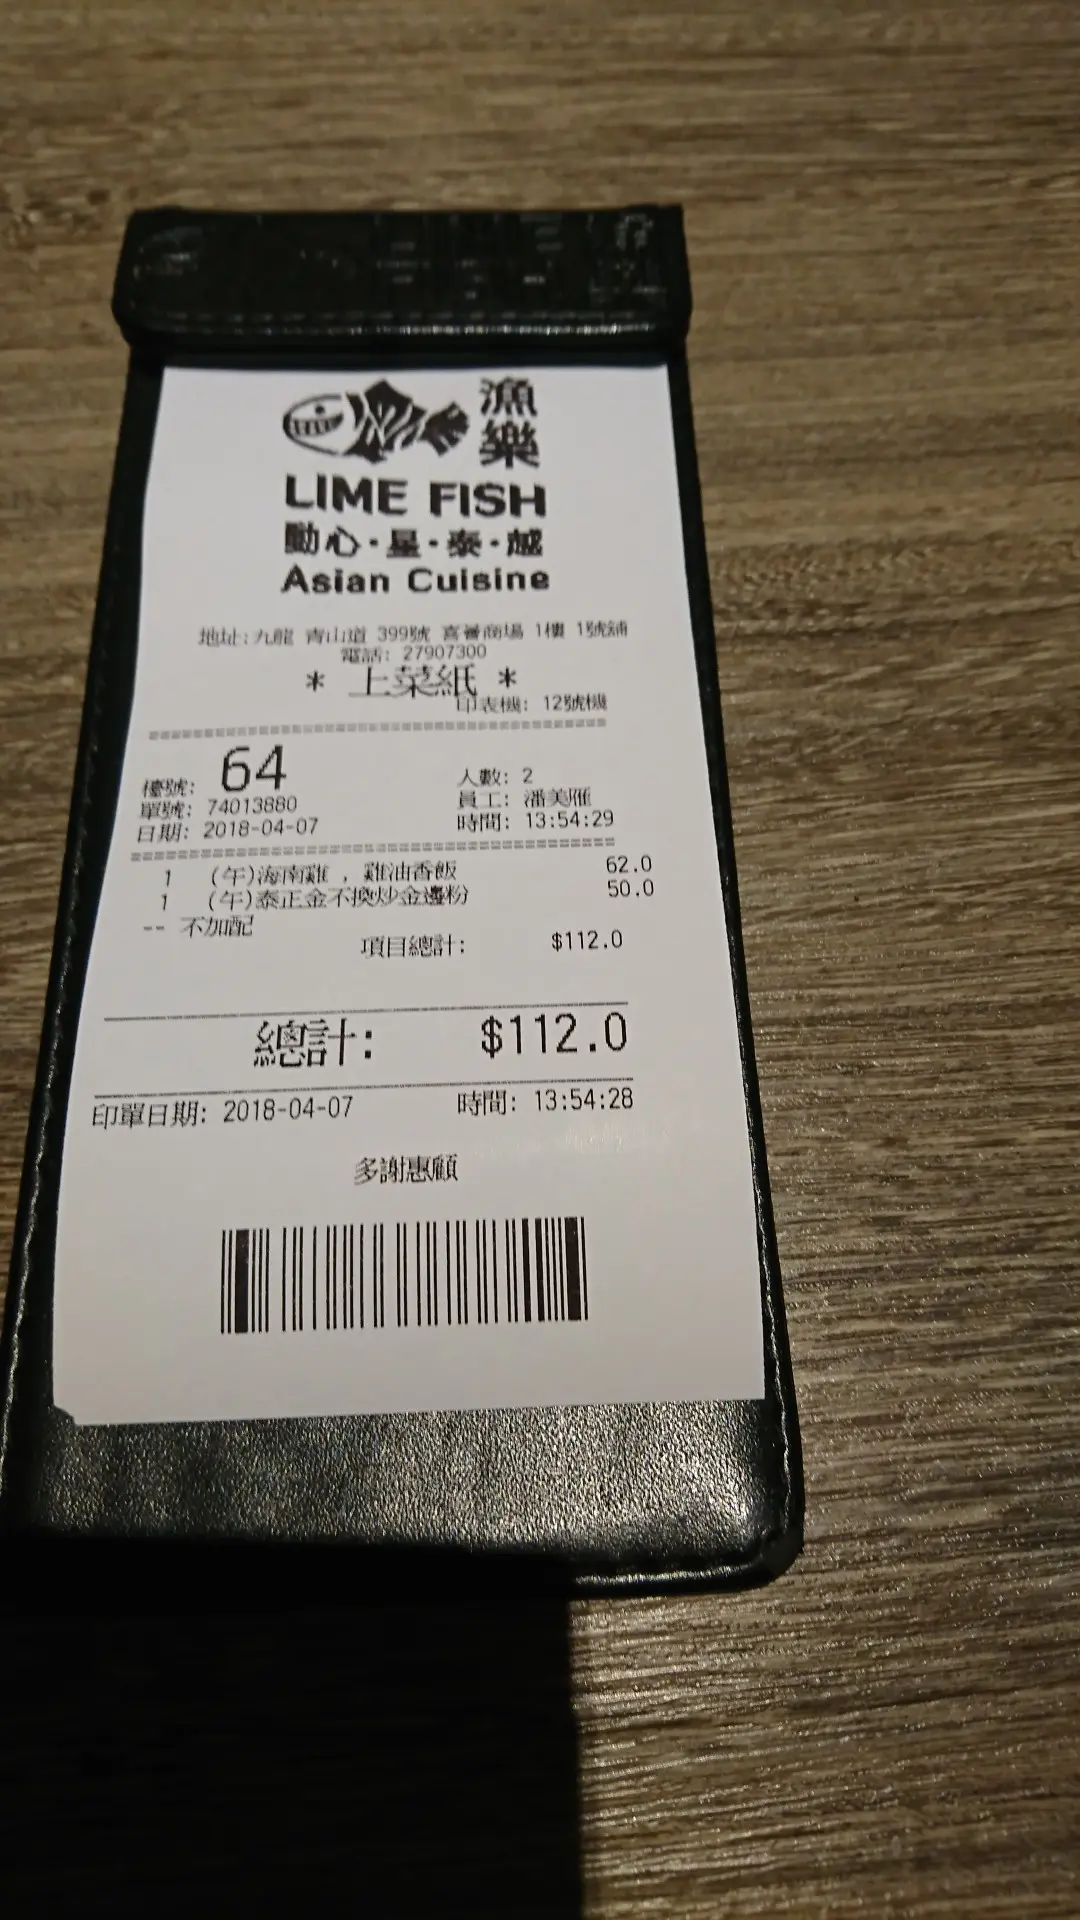 漁樂
LIME FISH
動心·星·泰·越
Asian Cuisine
地址:九龍 青山道 399號 喜薈商場 1樓 1號舖
電話: 27907300
* 上菜紙 *
印表機: 12號機
檯號: 64 人數: 2
單號: 74013880 員工: 潘美雁
日期: 2018-04-07 時間: 13:54:29
1 (午)海南雞 , 雞油香飯 62.0
1 (午)泰正金不換炒金邊粉 50.0
-- 不加配
項目總計: $112.0
總計: $112.0
印單日期: 2018-04-07 時間: 13:54:28
多謝惠顧